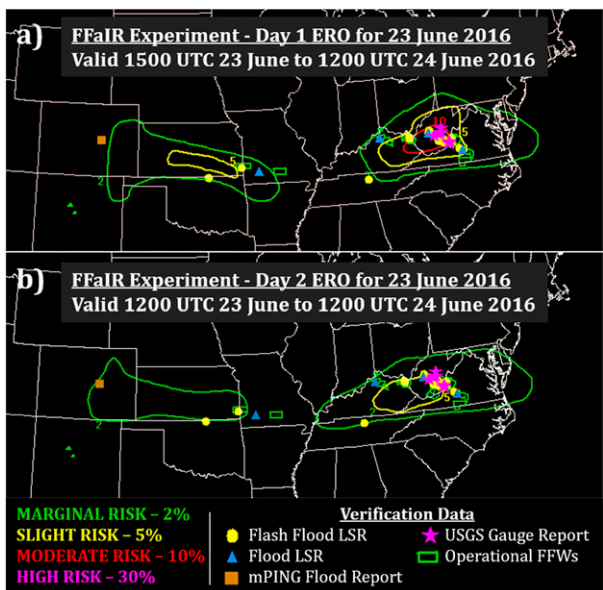 a)
FFaIR Experiment - Day 1 ERO for 23 June 2016
Valid 1500 UTC 23 June to 1200 UTC 24 June 2016
10
5
5
2
2
b)
FFaIR Experiment - Day 2 ERO for 23 June 2016
Valid 1200 UTC 23 June to 1200 UTC 24 June 2016
2
5
2
MARGINAL RISK – 2%
SLIGHT RISK – 5%
MODERATE RISK – 10%
HIGH RISK – 30%
Verification Data
Flash Flood LSR
USGS Gauge Report
Flood LSR
Operational FFWs
mPING Flood Report